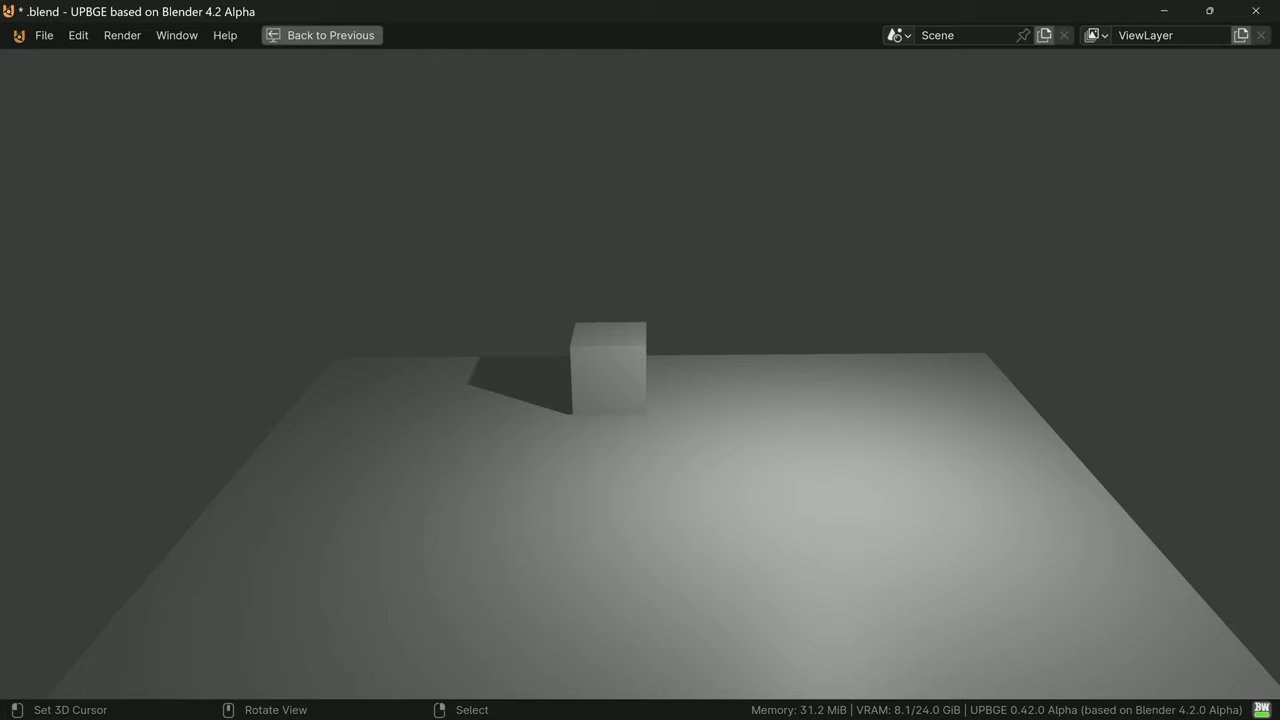 * .blend - UPBGE based on Blender 4.2 Alpha
File Edit Render Window Help Back to Previous Scene ViewLayer
Set 3D Cursor Rotate View Select Memory: 31.2 MiB | VRAM: 8.1/24.0 GiB | UPBGE 0.42.0 Alpha (based on Blender 4.2.0 Alpha) BW